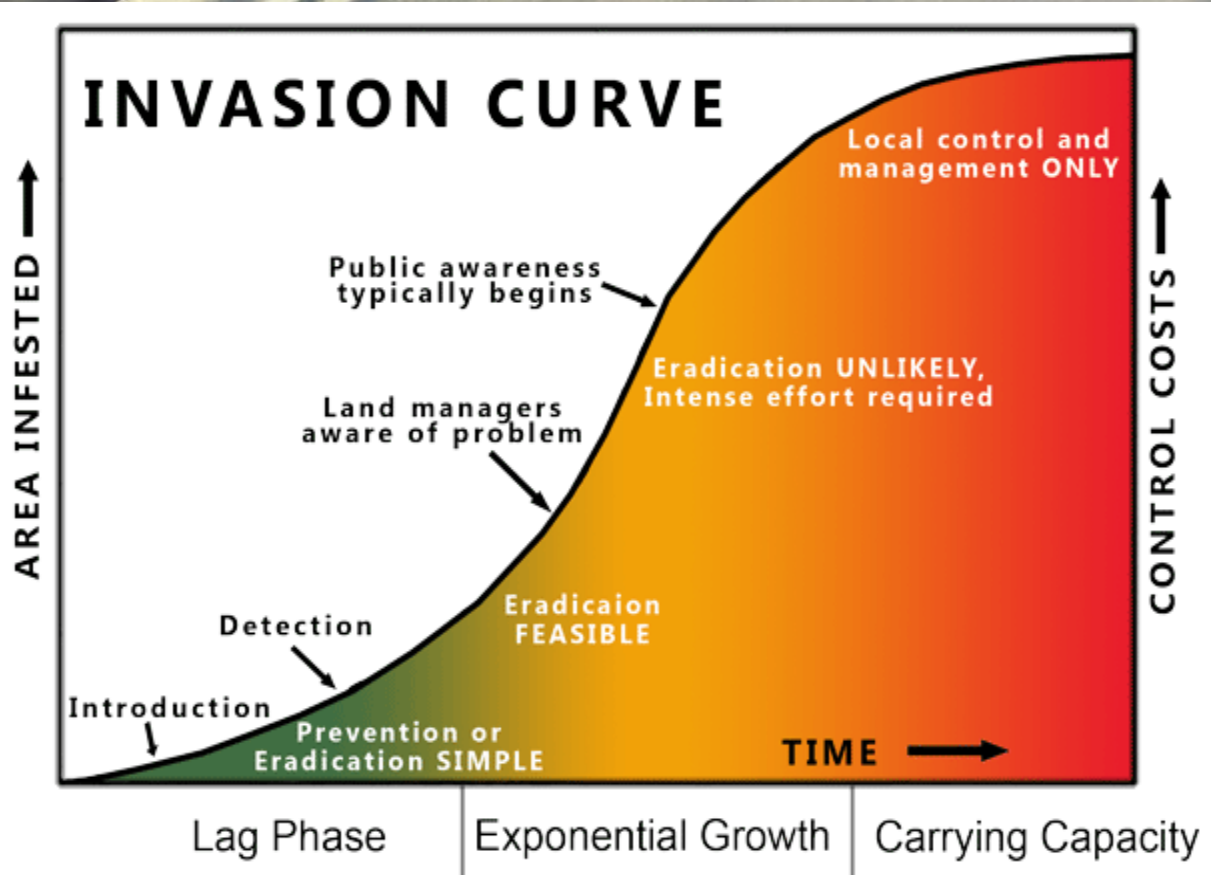 INVASION CURVE
AREA INFESTED
CONTROL COSTS
Local control and
management ONLY
Public awareness
typically begins
Eradication UNLIKELY,
Intense effort required
Land managers
aware of problem
Eradicaion
FEASIBLE
Detection
Introduction
Prevention or
Eradication SIMPLE
TIME
Lag Phase
Exponential Growth
Carrying Capacity